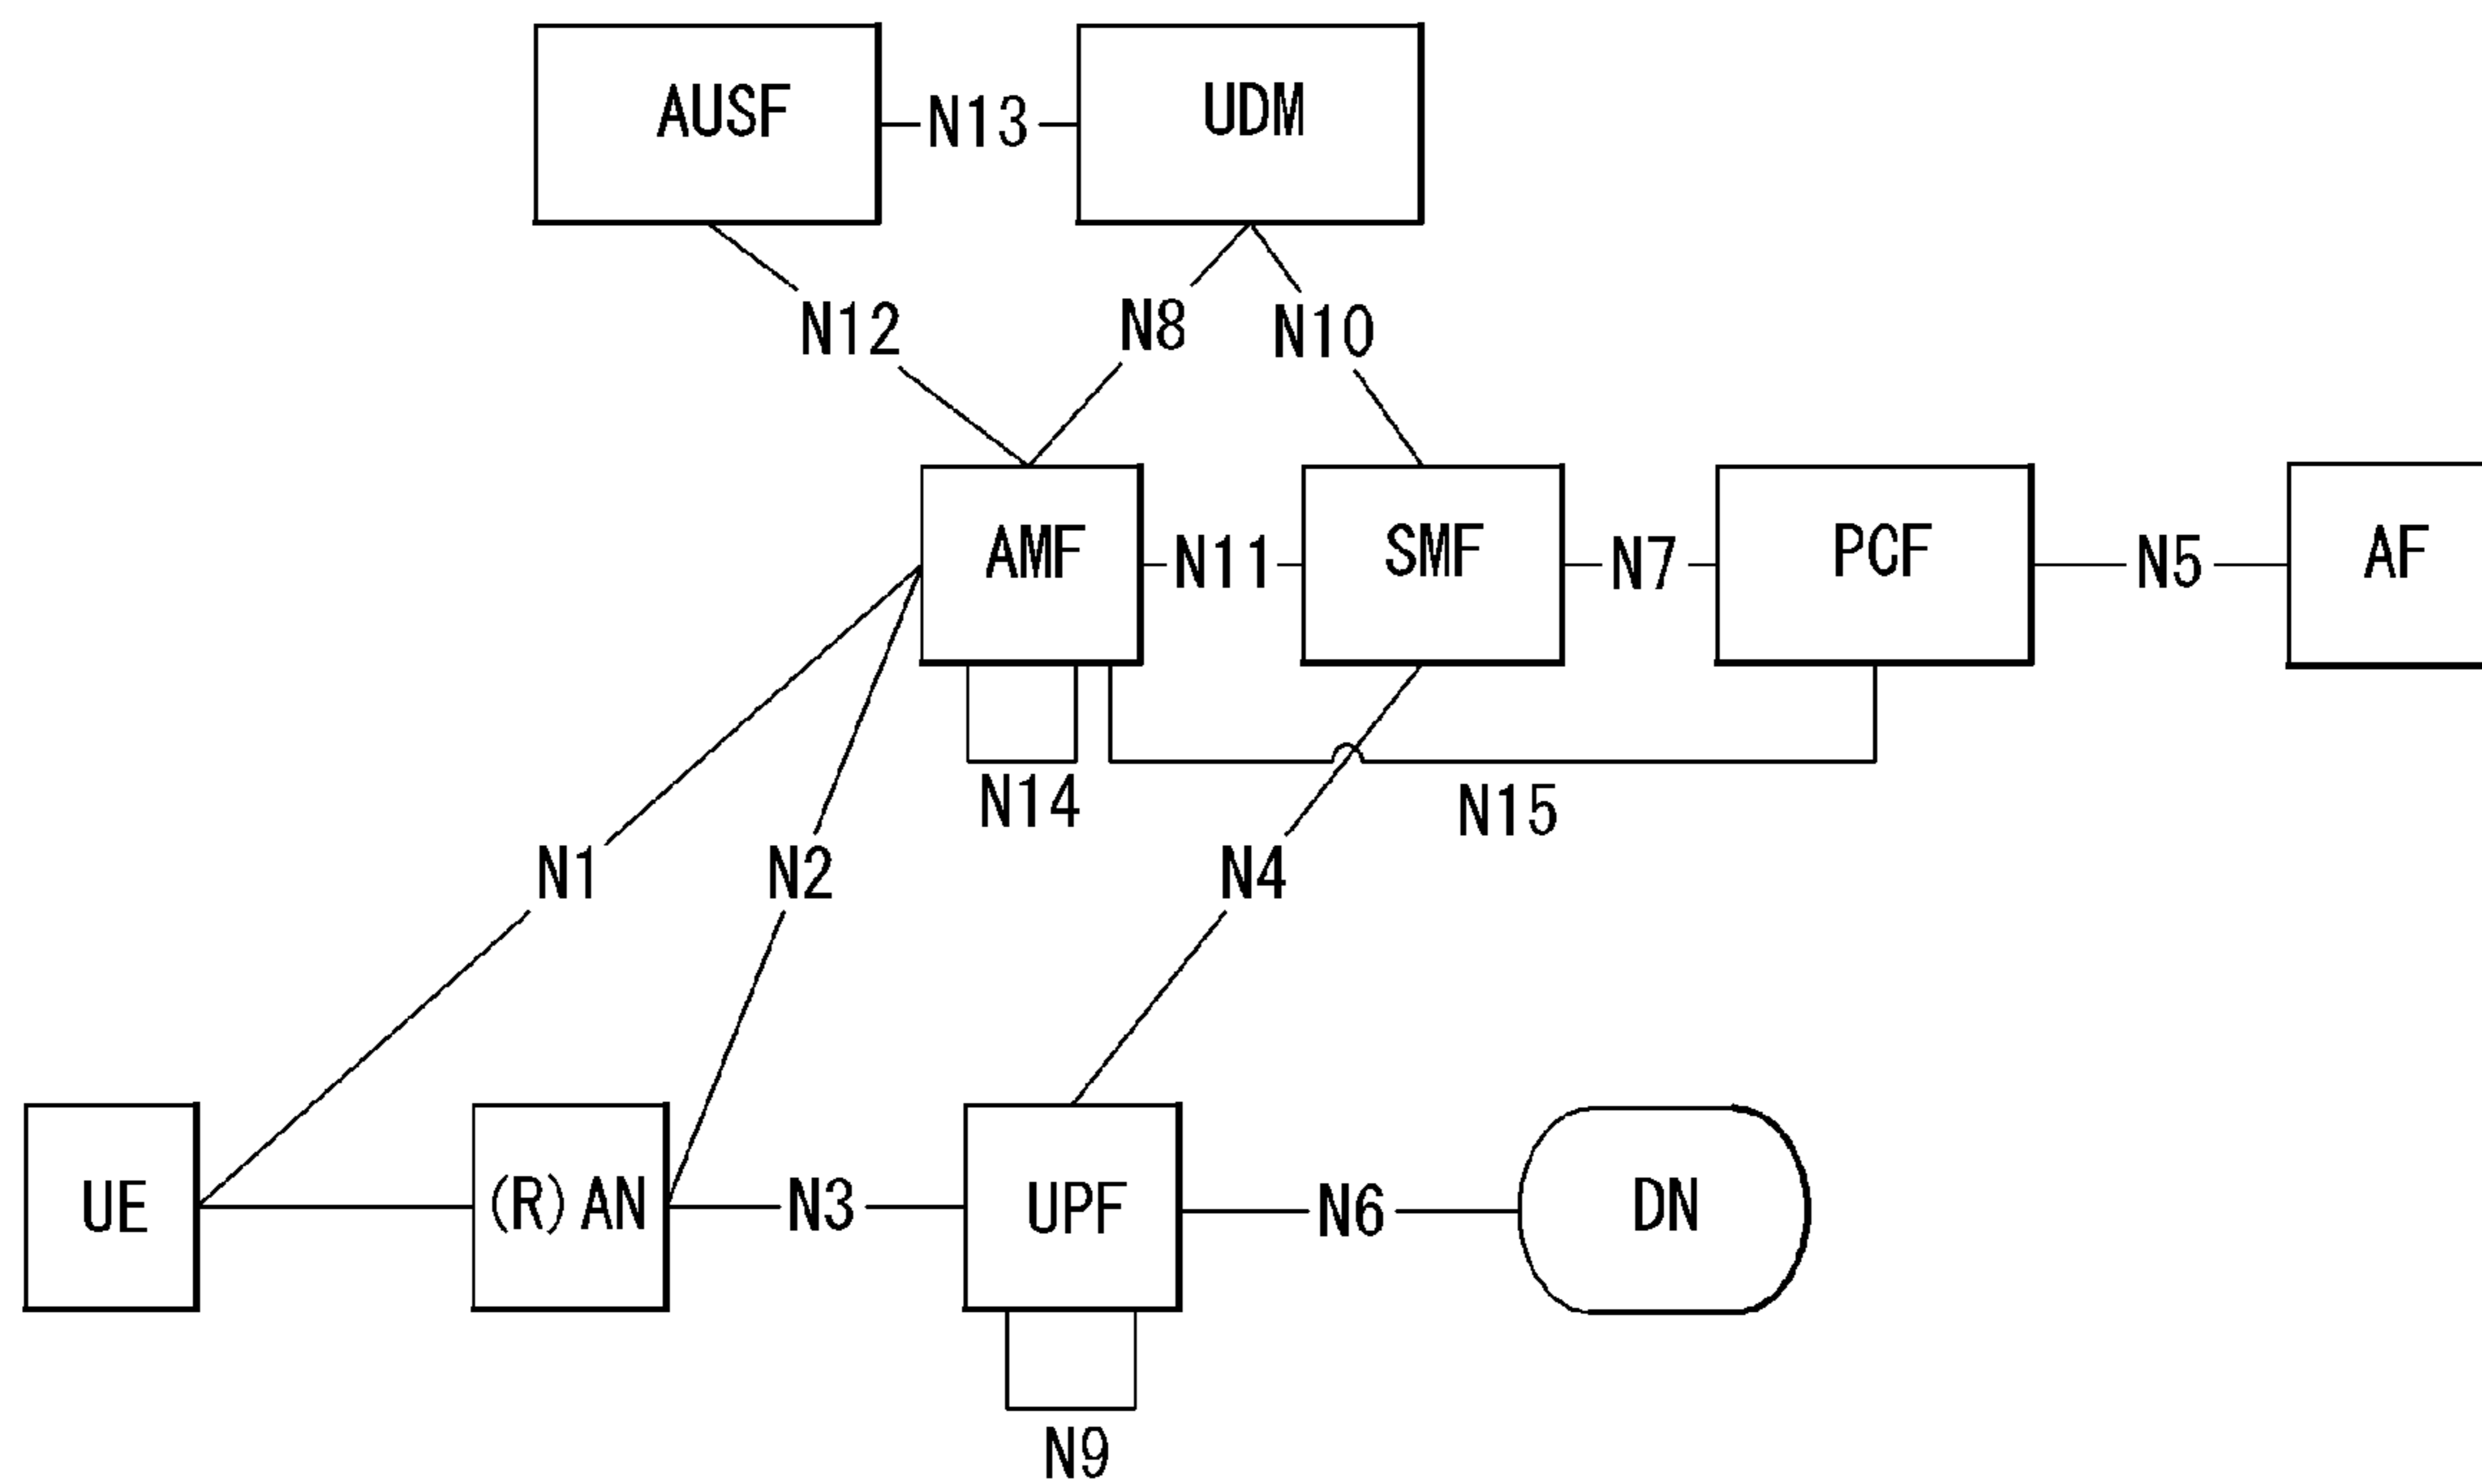 AUSF N13 UDM
N12 N8 N10
AMF N11 SMF N7 PCF N5 AF
N14 N15
N1 N2 N4
UE (R) AN N3 UPF N6 DN
N9